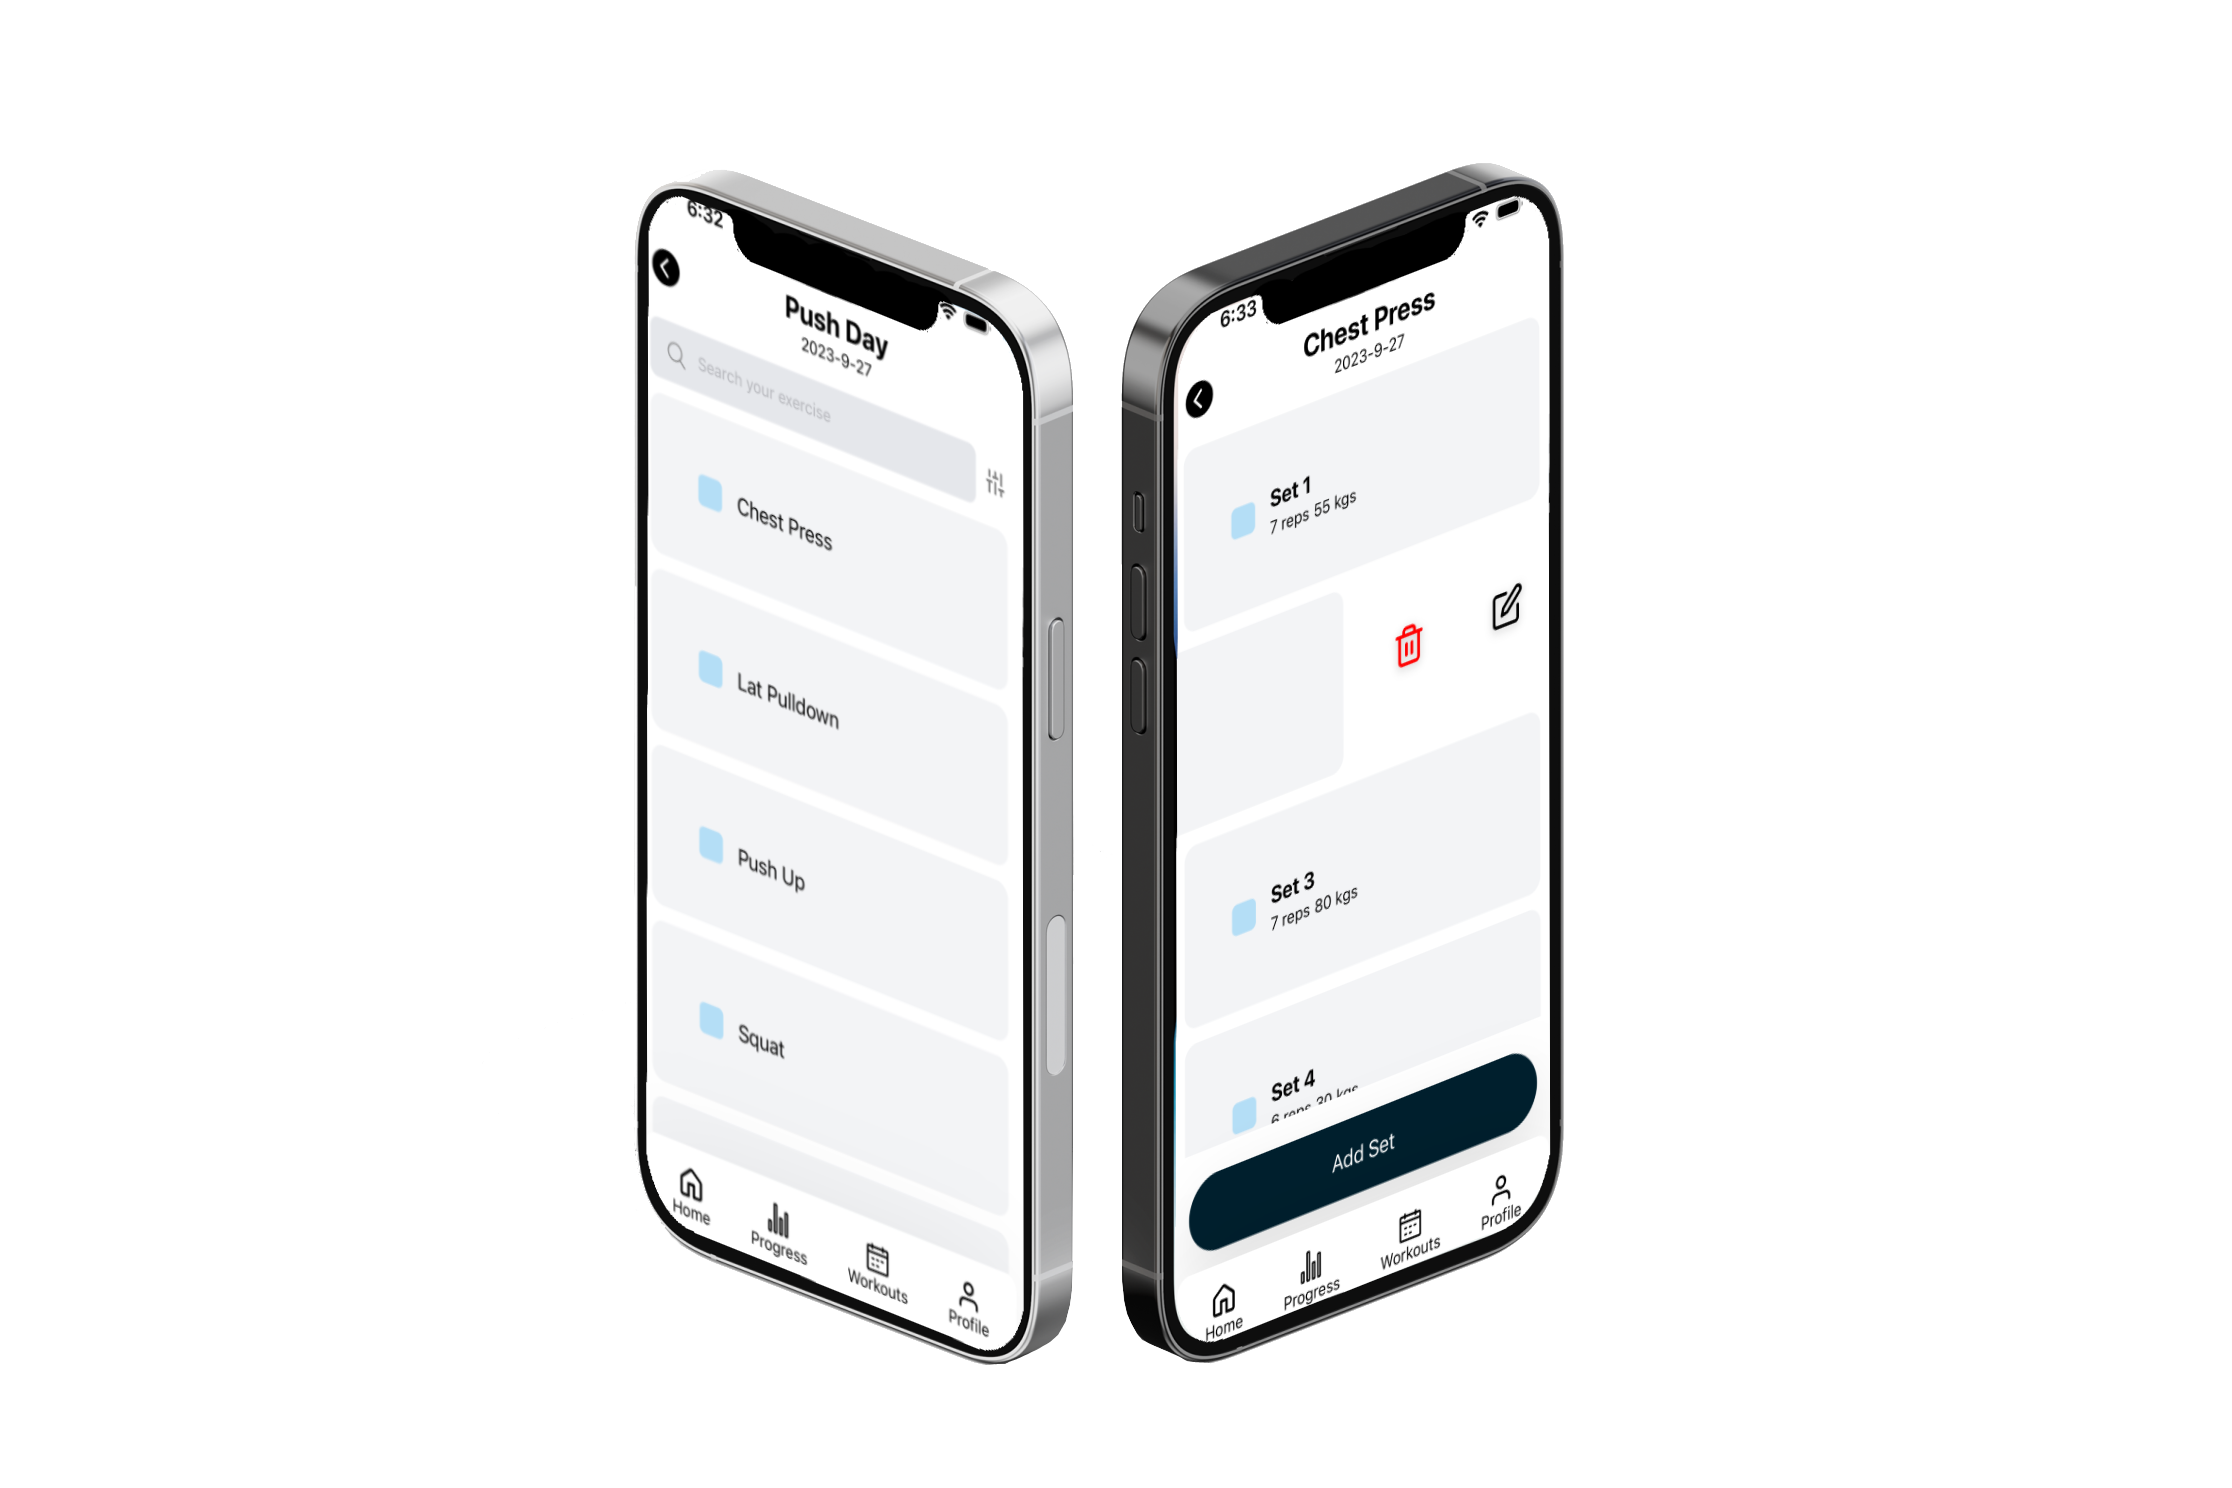 6:32
Push Day
2023-9-27
Search your exercise
Chest Press
Lat Pulldown
Push Up
Squat
Home
Progress
Workouts
Profile
6:33
Chest Press
2023-9-27
Set 1
7 reps 55 kgs
Set 3
7 reps 80 kgs
Set 4
6 reps 30 kgs
Add Set
Home
Progress
Workouts
Profile